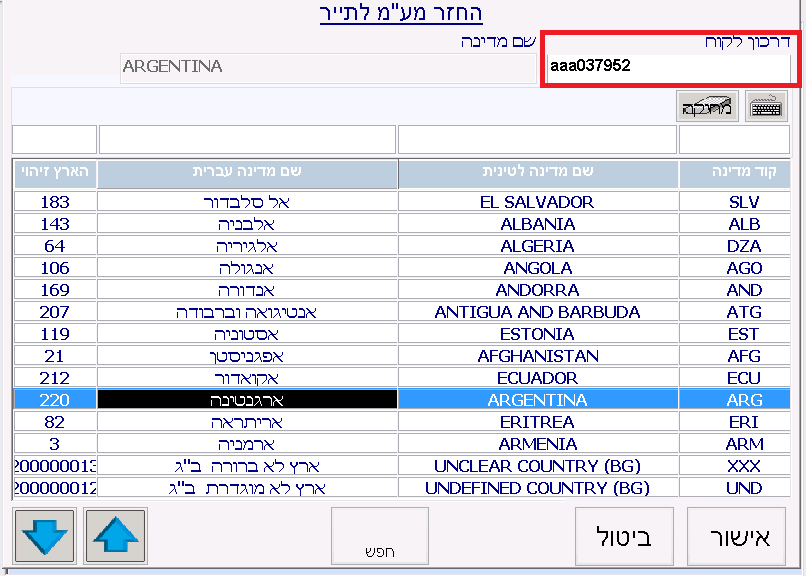 החזר מע"מ לתייר
דרכון לקוח שם מדינה
aaa037952 ARGENTINA
מחיקה
קוד מדינה שם מדינה לטינית שם מדינה עברית הארץ זיהוי
SLV EL SALVADOR אל סלבדור 183
ALB ALBANIA אלבניה 143
DZA ALGERIA אלגיריה 64
AGO ANGOLA אנגולה 106
AND ANDORRA אנדורה 169
ATG ANTIGUA AND BARBUDA אנטיגואה וברבודה 207
EST ESTONIA אסטוניה 119
AFG AFGHANISTAN אפגניסטן 21
ECU ECUADOR אקואדור 212
ARG ARGENTINA ארגנטינה 220
ERI ERITREA אריתראה 82
ARM ARMENIA ארמניה 3
XXX UNCLEAR COUNTRY (BG) ארץ לא ברורה ב"ג 200000013
UND UNDEFINED COUNTRY (BG) ארץ לא מוגדרת ב"ג 200000012
אישור ביטול חפש